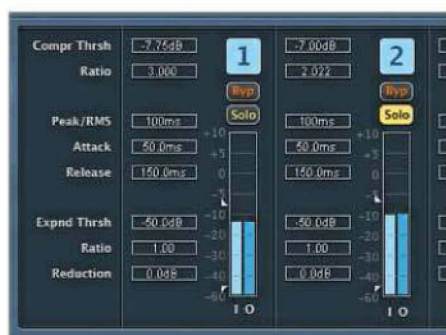 Compr Thrsh -7.75dB 1 -7.00dB 2
Ratio 3.000 2.022
Byp Byp
Peak/RMS 100ms Solo 100ms Solo
+10 +10
Attack 50.0ms +5 50.0ms +5
Release 150.0ms 0 150.0ms 0
-5 -5
Expnd Thrsh -50.0dB -10 -50.0dB -10
-20 -20
Ratio 1.00 -30 1.00 -30
Reduction 0.0dB -40 0.0dB -40
-60 -60
I O I O